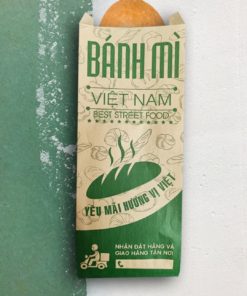 BÁNH MÌ
VIỆT NAM
BEST STREET FOOD
YÊU MÃI HƯƠNG VỊ VIỆT
NHẬN ĐẶT HÀNG VÀ
GIAO HÀNG TẬN NƠI